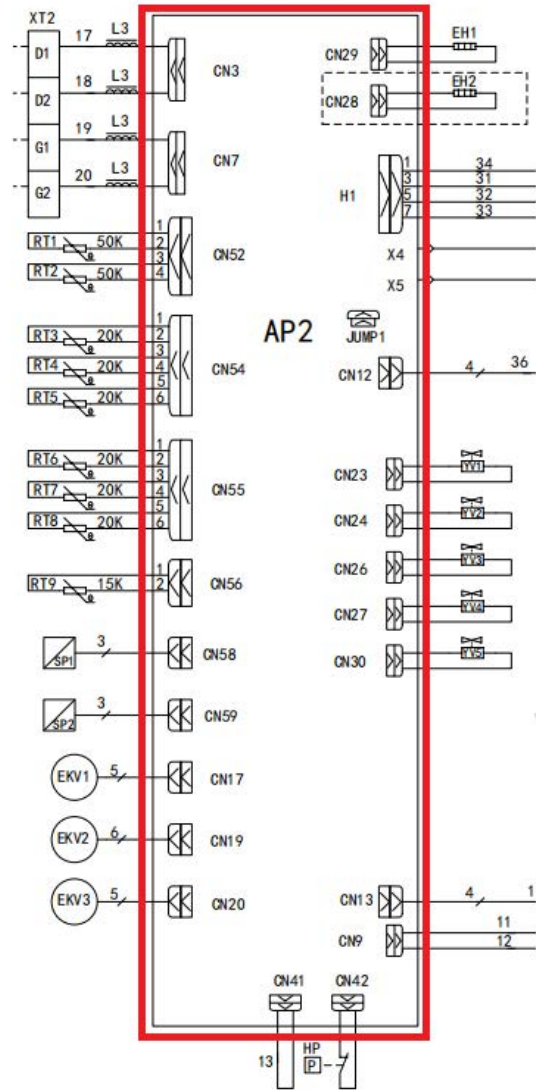 XT2
D1 17 L3
D2 18 L3
CN3
G1 19 L3
G2 20 L3
CN7
RT1 50K
RT2 50K
1
2
3
4
CN52
RT3 20K
RT4 20K
RT5 20K
1
2
3
4
5
6
CN54
RT6 20K
RT7 20K
RT8 20K
1
2
3
4
5
6
CN55
RT9 15K
1
2
CN56
SP1 3 CN58
SP2 3 CN59
EKV1 5 CN17
EKV2 6 CN19
EKV3 5 CN20
AP2
JUMP1
CN29 EH1
CN28 EH2
H1
1 34
3 31
5 32
7 33
X4
X5
CN12 4 36
CN23 YV1
CN24 YV2
CN26 YV3
CN27 YV4
CN30 YV5
CN13 4 1
CN9 11
12
CN41 CN42
13 HP
P